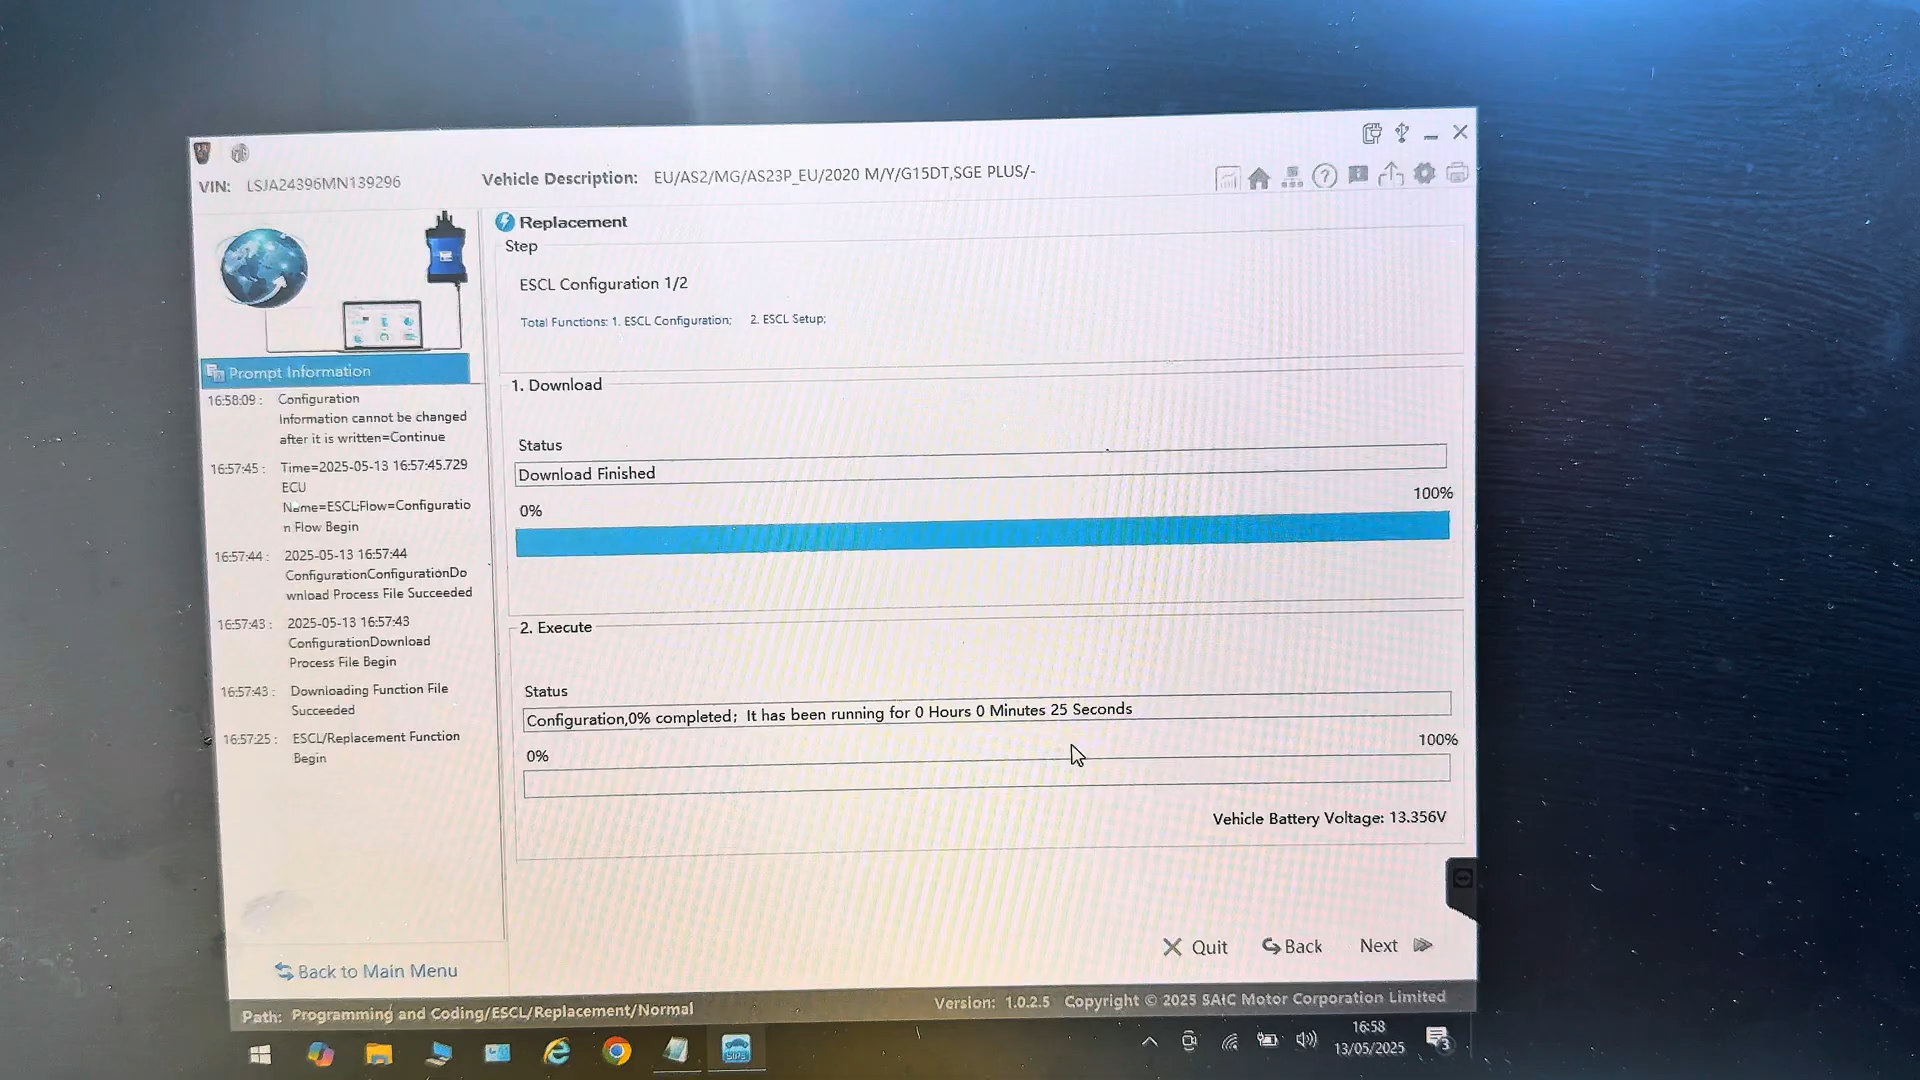 VIN: LSJA24396MN139296
Vehicle Description: EU/AS2/MG/AS23P_EU/2020 M/Y/G15DT,SGE PLUS/-
Replacement
Step
ESCL Configuration 1/2
Total Functions: 1. ESCL Configuration; 2. ESCL Setup;
Prompt Information
16:58:09 : Configuration
Information cannot be changed
after it is written=Continue
16:57:45 : Time=2025-05-13 16:57:45.729
ECU
Name=ESCL;Flow=Configuratio
n Flow Begin
16:57:44 : 2025-05-13 16:57:44
ConfigurationConfigurationDo
wnload Process File Succeeded
16:57:43 : 2025-05-13 16:57:43
ConfigurationDownload
Process File Begin
16:57:43 : Downloading Function File
Succeeded
16:57:25 : ESCL/Replacement Function
Begin
1. Download
Status
Download Finished
0% 100%
2. Execute
Status
Configuration,0% completed; It has been running for 0 Hours 0 Minutes 25 Seconds
0% 100%
Vehicle Battery Voltage: 13.356V
Quit Back Next
Back to Main Menu
Path: Programming and Coding/ESCL/Replacement/Normal
Version: 1.0.2.5 Copyright © 2025 SAIC Motor Corporation Limited
16:58
13/05/2025
3